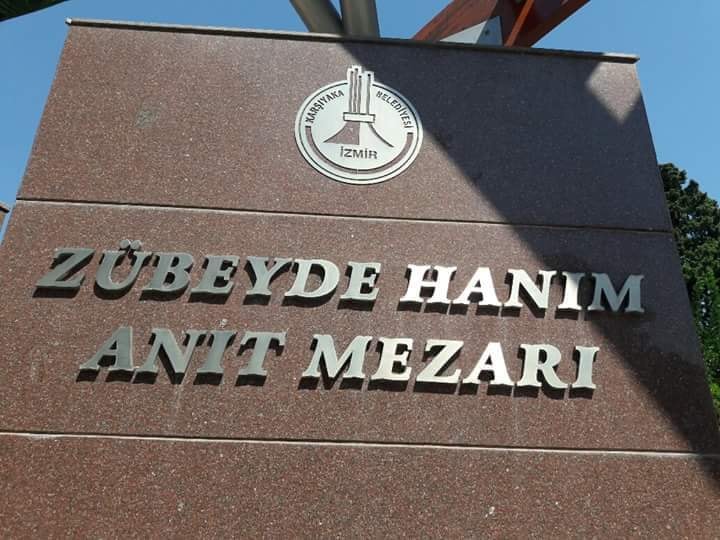 KARŞIYAKA BELEDİYESİ
İZMİR
ZÜBEYDE HANIM
ANIT MEZARI